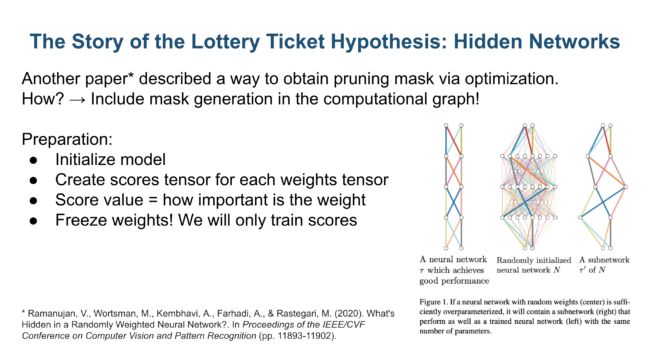 The Story of the Lottery Ticket Hypothesis: Hidden Networks
Another paper* described a way to obtain pruning mask via optimization.
How? → Include mask generation in the computational graph!
Preparation:
● Initialize model
● Create scores tensor for each weights tensor
● Score value = how important is the weight
● Freeze weights! We will only train scores
A neural network
τ which achieves
good performance
Randomly initialized
neural network N
A subnetwork
τ′ of N
Figure 1. If a neural network with random weights (center) is suffi-
ciently overparameterized, it will contain a subnetwork (right) that
perform as well as a trained neural network (left) with the same
number of parameters.
* Ramanujan, V., Wortsman, M., Kembhavi, A., Farhadi, A., & Rastegari, M. (2020). What's
Hidden in a Randomly Weighted Neural Network?. In Proceedings of the IEEE/CVF
Conference on Computer Vision and Pattern Recognition (pp. 11893-11902).